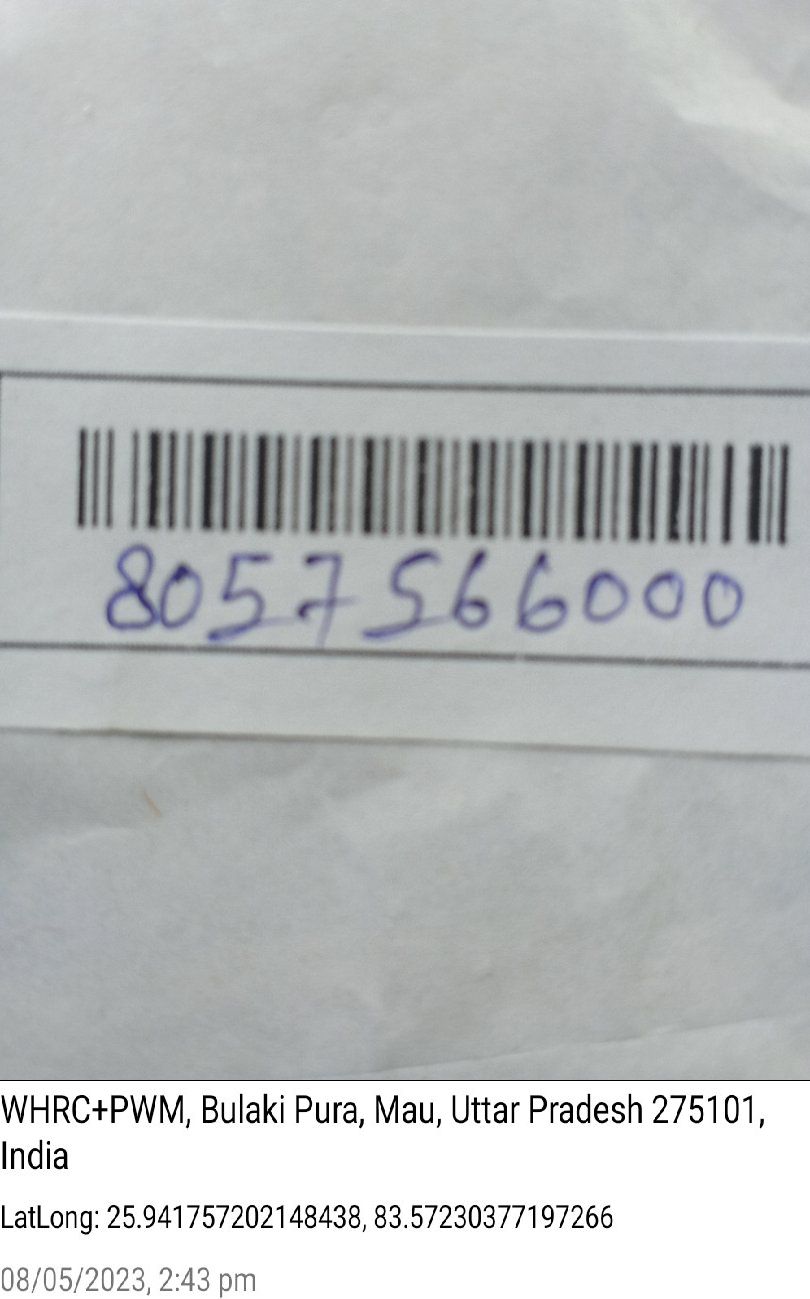 8057566000
WHRC+PWM, Bulaki Pura, Mau, Uttar Pradesh 275101,
India
LatLong: 25.941757202148438, 83.57230377197266
08/05/2023, 2:43 pm